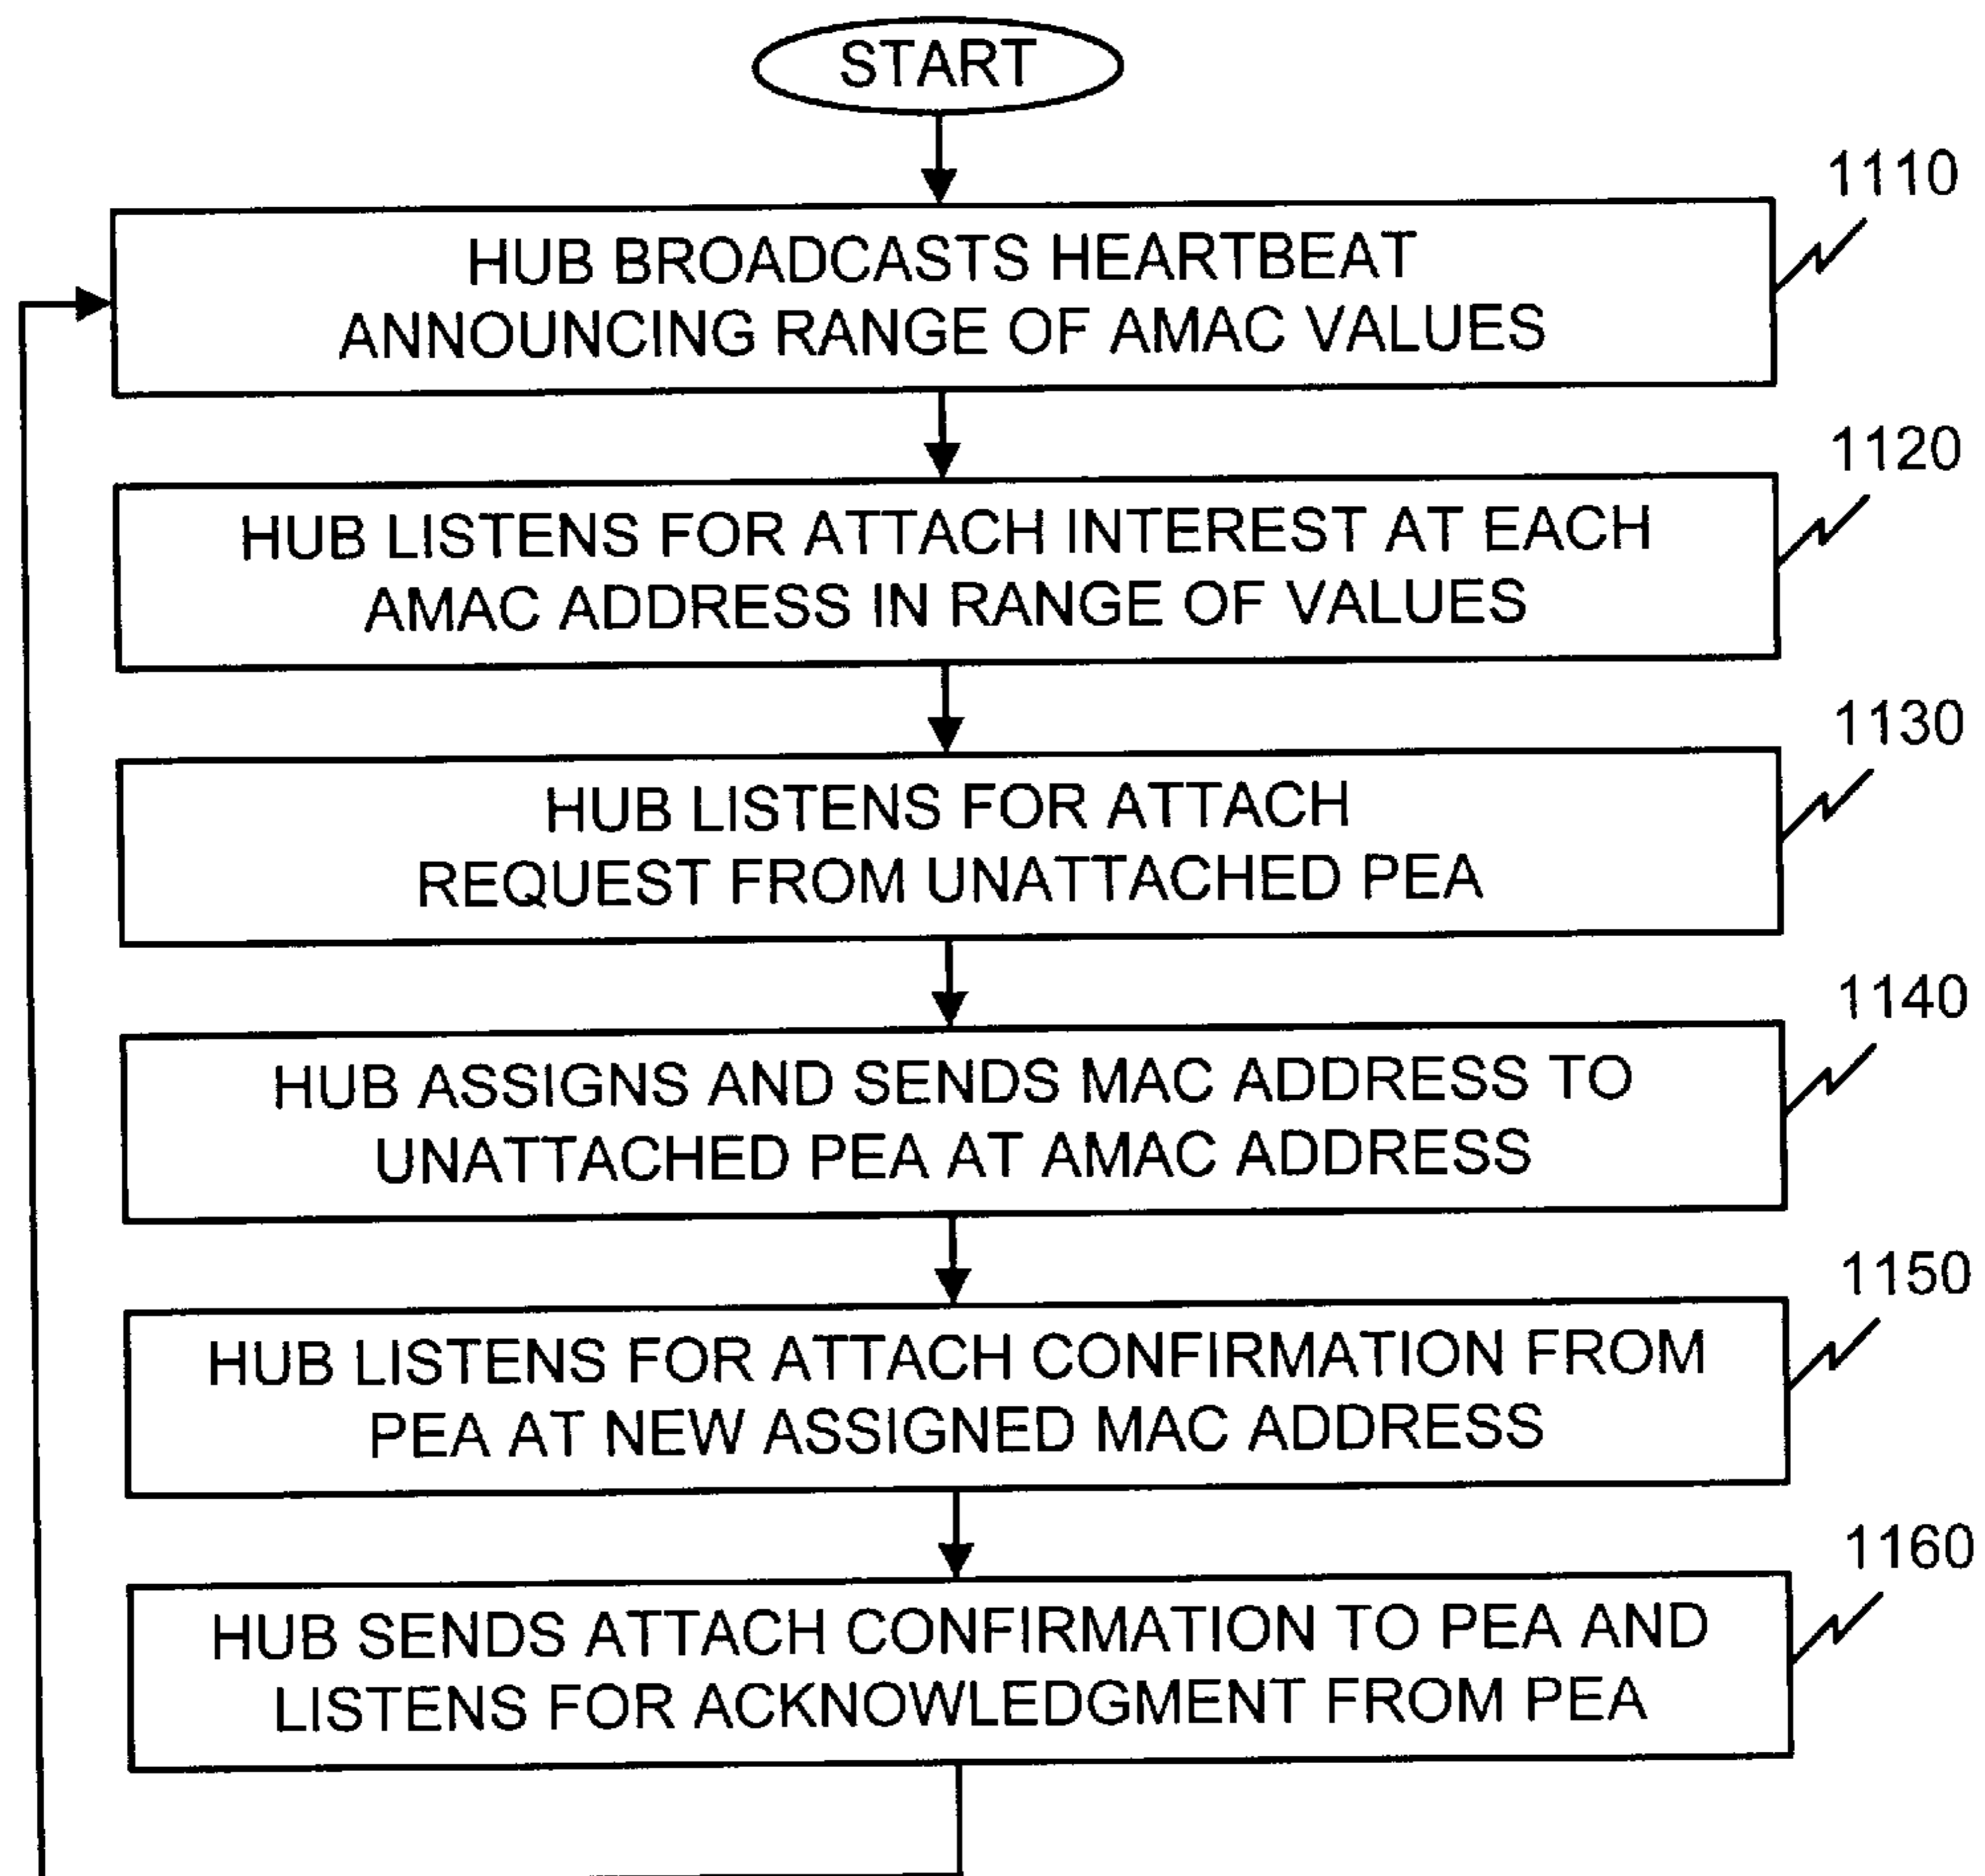 START
1110
HUB BROADCASTS HEARTBEAT
ANNOUNCING RANGE OF AMAC VALUES
1120
HUB LISTENS FOR ATTACH INTEREST AT EACH
AMAC ADDRESS IN RANGE OF VALUES
1130
HUB LISTENS FOR ATTACH
REQUEST FROM UNATTACHED PEA
1140
HUB ASSIGNS AND SENDS MAC ADDRESS TO
UNATTACHED PEA AT AMAC ADDRESS
1150
HUB LISTENS FOR ATTACH CONFIRMATION FROM
PEA AT NEW ASSIGNED MAC ADDRESS
1160
HUB SENDS ATTACH CONFIRMATION TO PEA AND
LISTENS FOR ACKNOWLEDGMENT FROM PEA